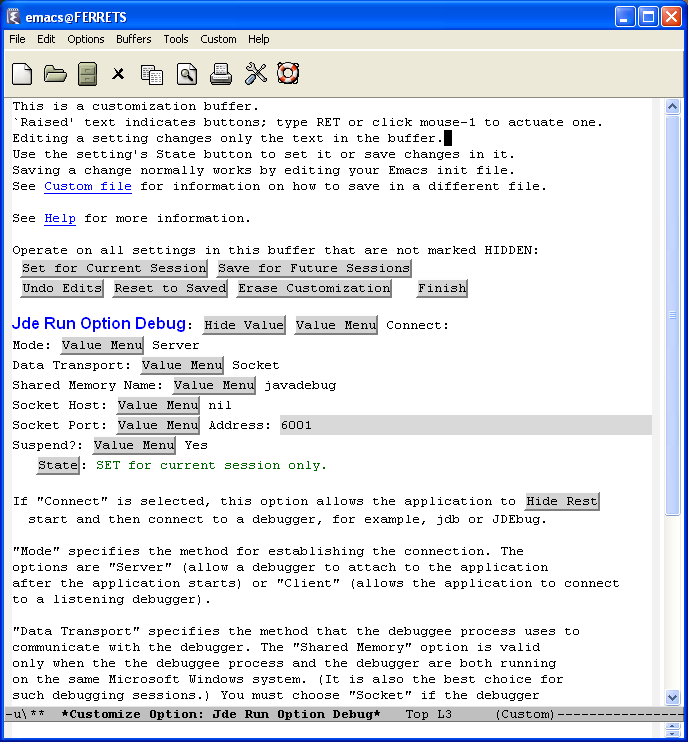 emacs@FERRETS
File Edit Options Buffers Tools Custom Help
This is a customization buffer.
`Raised' text indicates buttons; type RET or click mouse-1 to actuate one.
Editing a setting changes only the text in the buffer.
Use the setting's State button to set it or save changes in it.
Saving a change normally works by editing your Emacs init file.
See Custom file for information on how to save in a different file.
See Help for more information.
Operate on all settings in this buffer that are not marked HIDDEN:
Set for Current Session Save for Future Sessions
Undo Edits Reset to Saved Erase Customization Finish
Jde Run Option Debug: Hide Value Value Menu Connect:
Mode: Value Menu Server
Data Transport: Value Menu Socket
Shared Memory Name: Value Menu javadebug
Socket Host: Value Menu nil
Socket Port: Value Menu Address: 6001
Suspend?: Value Menu Yes
State: SET for current session only.
If "Connect" is selected, this option allows the application to Hide Rest
start and then connect to a debugger, for example, jdb or JDEbug.
"Mode" specifies the method for establishing the connection. The
options are "Server" (allow a debugger to attach to the application
after the application starts) or "Client" (allows the application to connect
to a listening debugger).
"Data Transport" specifies the method that the debuggee process uses to
communicate with the debugger. The "Shared Memory" option is valid
only when the the debuggee process and the debugger are both running
on the same Microsoft Windows system. (It is also the best choice for
such debugging sessions.) You must choose "Socket" if the debugger
-u\** *Customize Option: Jde Run Option Debug* Top L3 (Custom)----------------